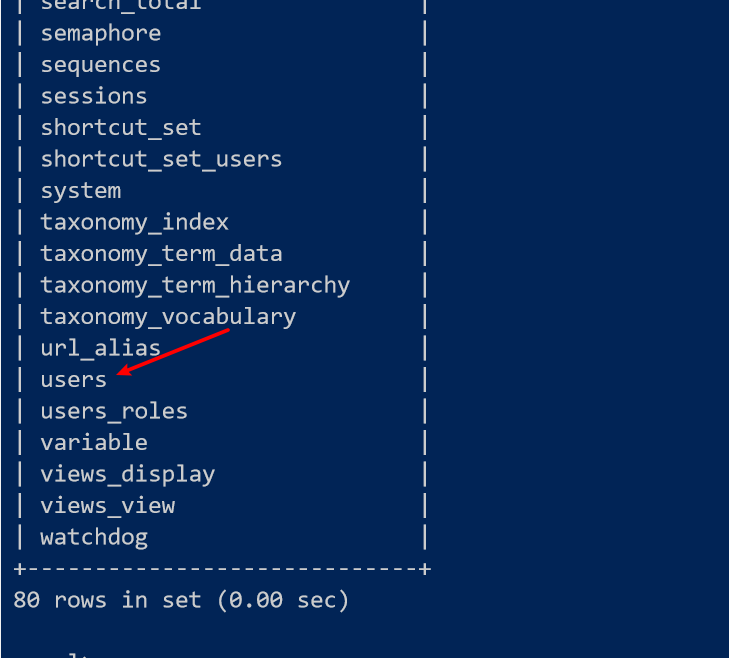 | search_total |
| semaphore |
| sequences |
| sessions |
| shortcut_set |
| shortcut_set_users |
| system |
| taxonomy_index |
| taxonomy_term_data |
| taxonomy_term_hierarchy |
| taxonomy_vocabulary |
| url_alias |
| users |
| users_roles |
| variable |
| views_display |
| views_view |
| watchdog |
+-----------------------------+
80 rows in set (0.00 sec)